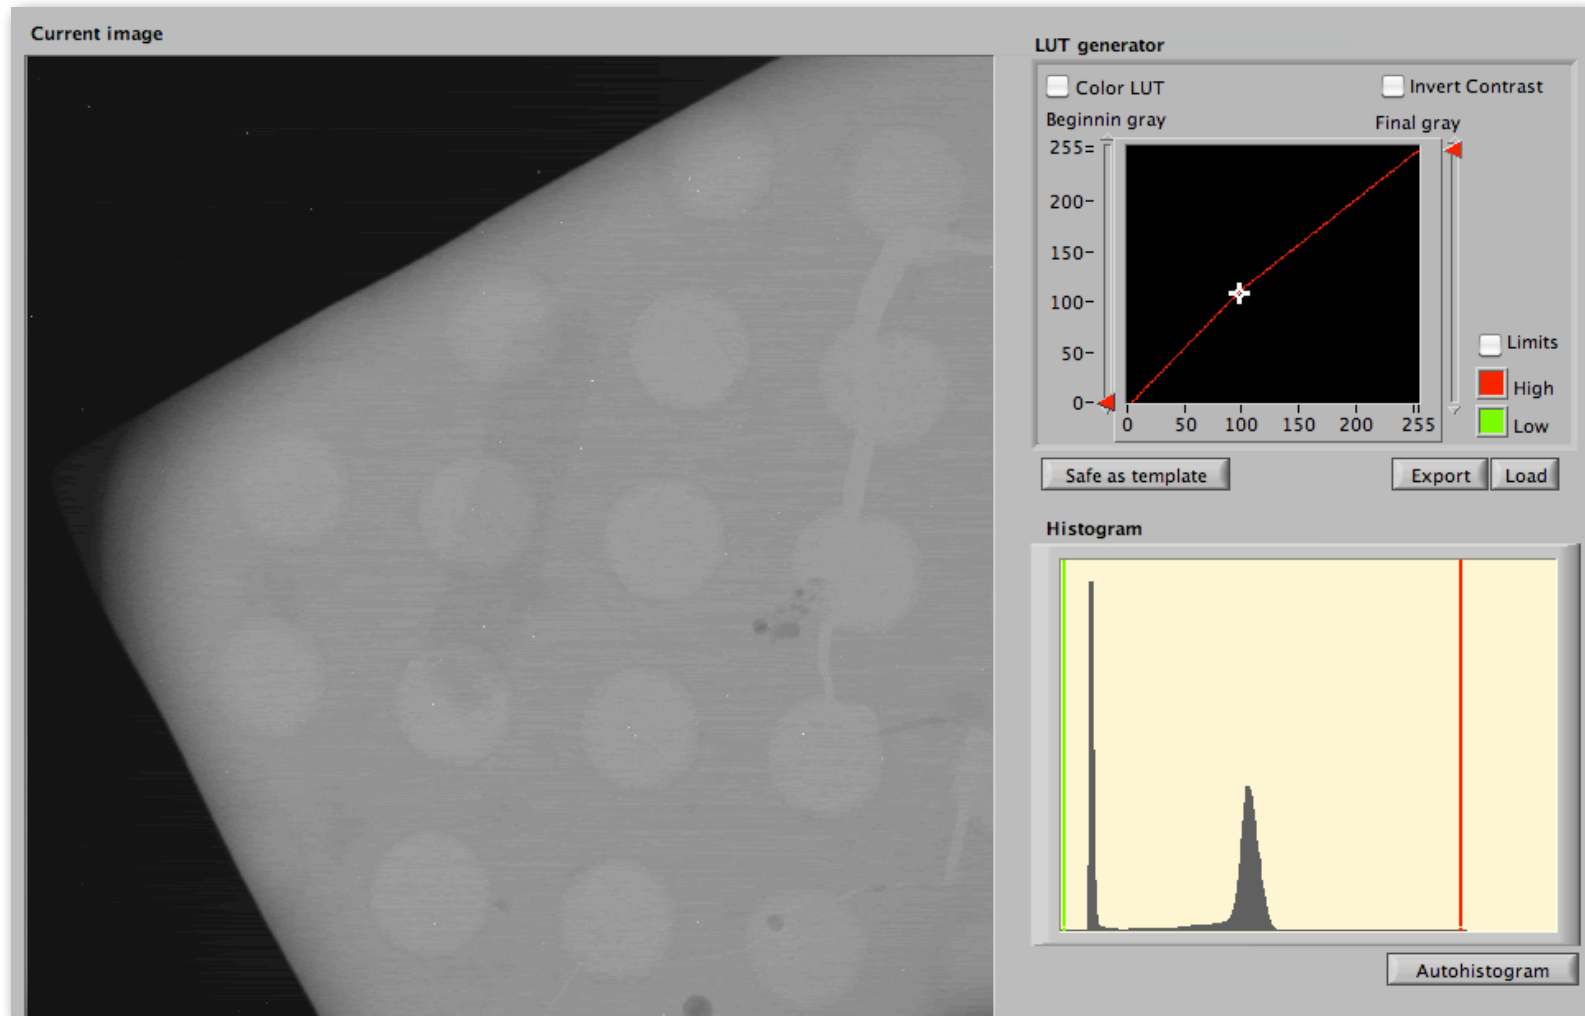 Current image
LUT generator
Color LUT
Invert Contrast
Beginnin gray
Final gray
255=
200-
150-
100-
50-
0-
0 50 100 150 200 255
Limits
High
Low
Safe as template
Export
Load
Histogram
Autohistogram